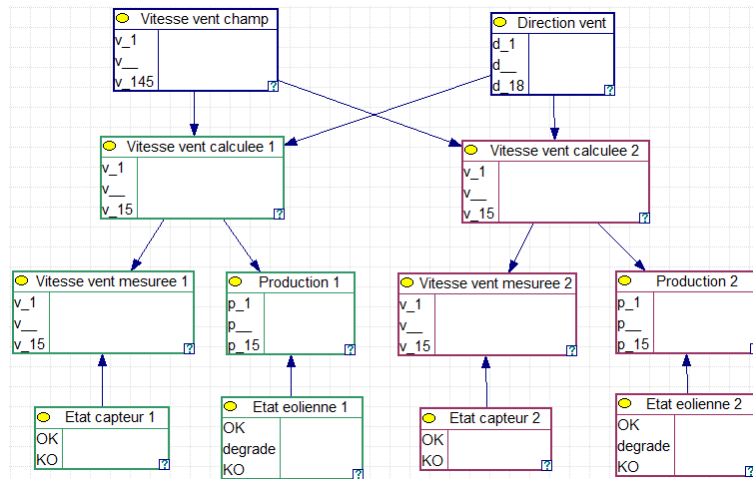 Vitesse vent champ
v_1
v__
v_145
?
Direction vent
d_1
d__
d_18
?
Vitesse vent calculee 1
v_1
v__
v_15
?
Vitesse vent calculee 2
v_1
v__
v_15
?
Vitesse vent mesuree 1
v_1
v__
v_15
?
Production 1
p_1
p__
p_15
?
Vitesse vent mesuree 2
v_1
v__
v_15
?
Production 2
p_1
p__
p_15
?
Etat capteur 1
OK
KO
?
Etat eolienne 1
OK
degrade
KO
?
Etat capteur 2
OK
KO
?
Etat eolienne 2
OK
degrade
KO
?